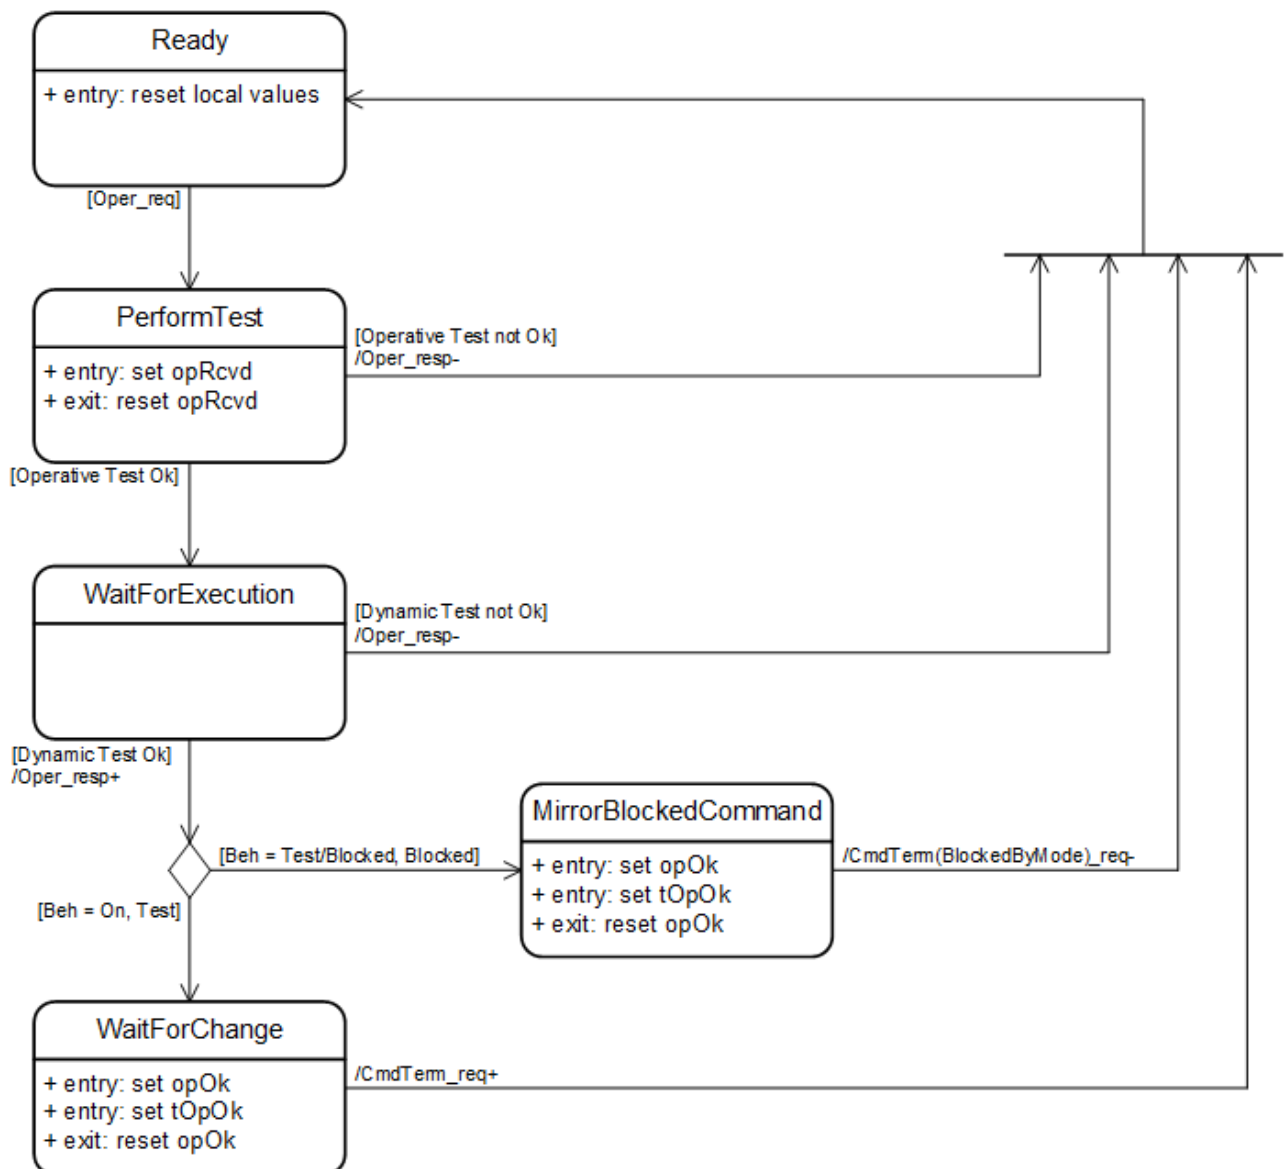 Ready
+ entry: reset local values
[Oper_req]
PerformTest
+ entry: set opRcvd
+ exit: reset opRcvd
[Operative Test not Ok]
/Oper_resp-
[Operative Test Ok]
WaitForExecution
[Dynamic Test not Ok]
/Oper_resp-
[Dynamic Test Ok]
/Oper_resp+
MirrorBlockedCommand
+ entry: set opOk
+ entry: set tOpOk
+ exit: reset opOk
[Beh = Test/Blocked, Blocked]
/CmdTerm(BlockedByMode)_req-
[Beh = On, Test]
WaitForChange
+ entry: set opOk
+ entry: set tOpOk
+ exit: reset opOk
/CmdTerm_req+